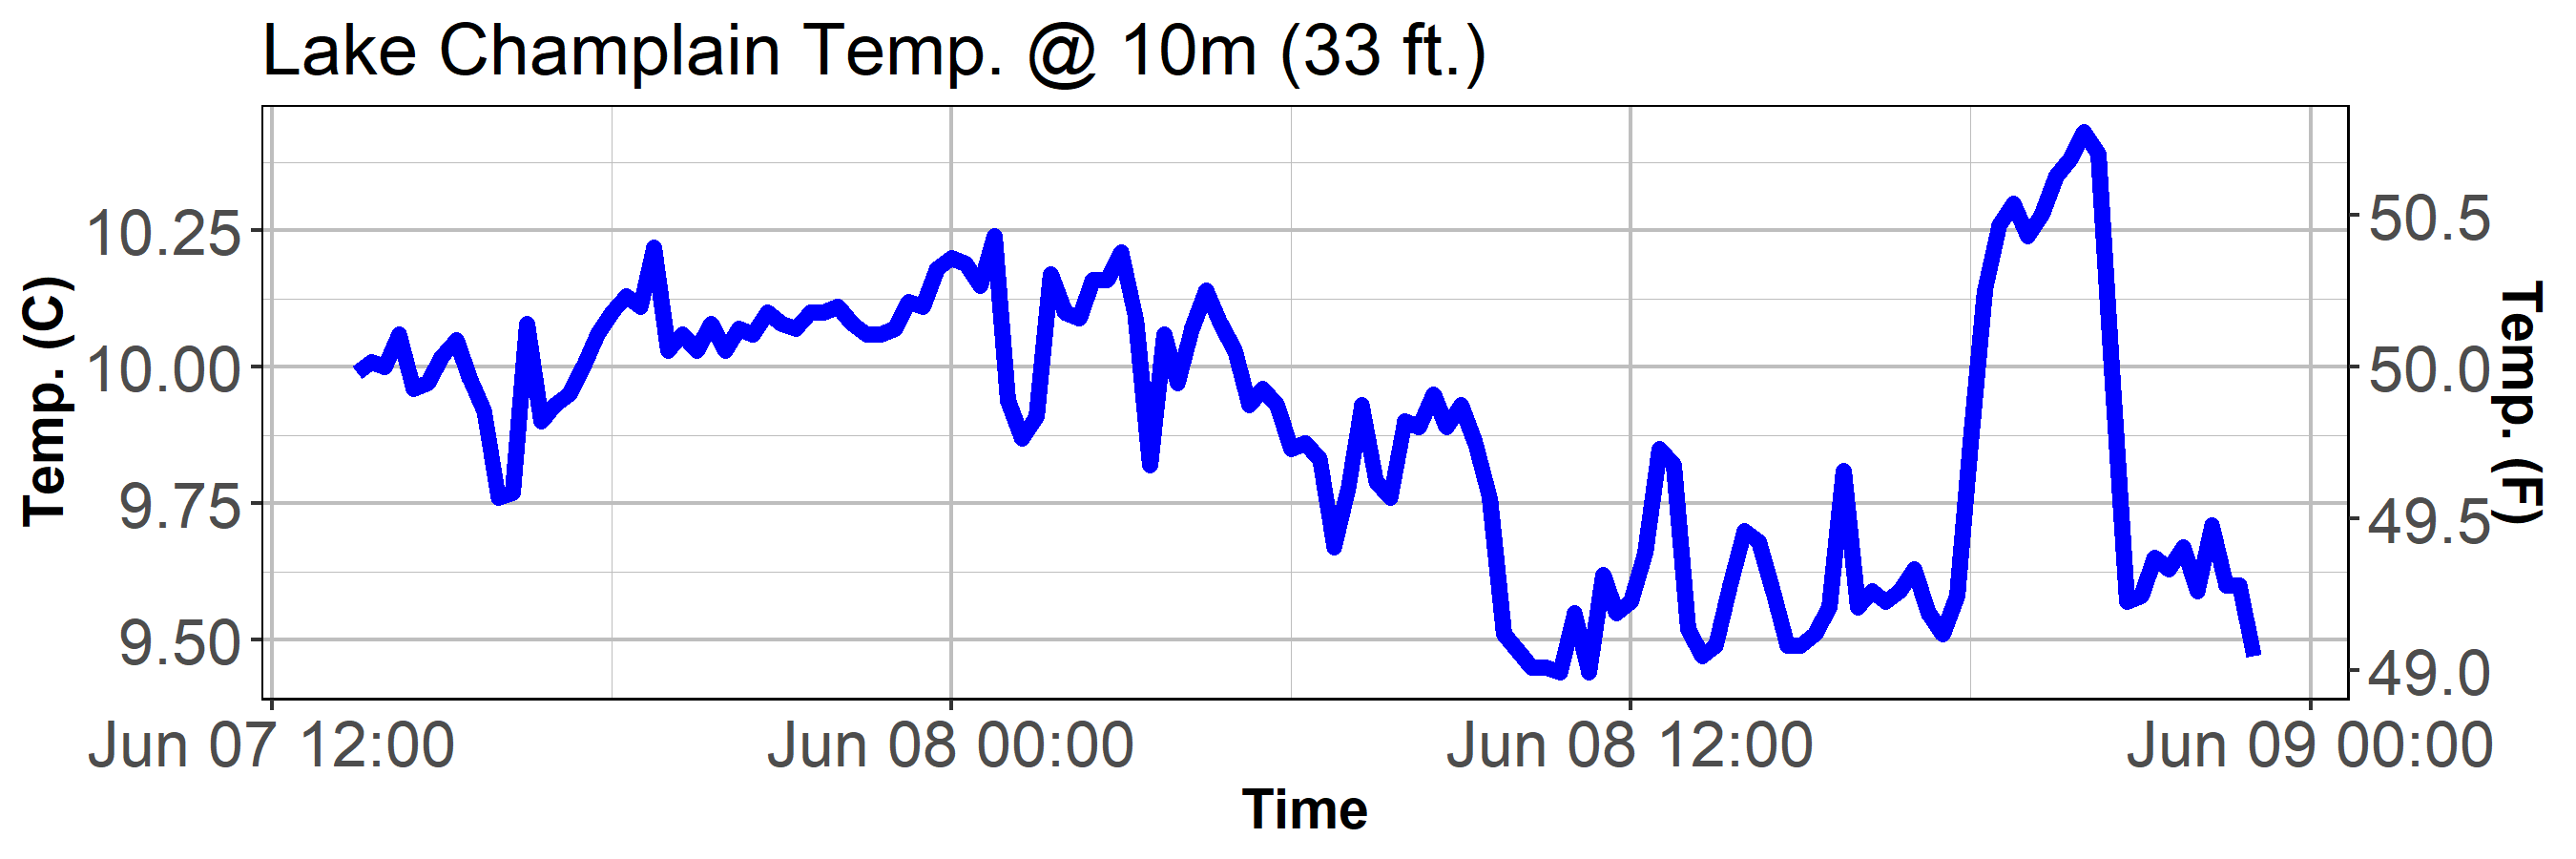 Lake Champlain Temp. @ 10m (33 ft.)
Temp. (C)
10.25
10.00
9.75
9.50
50.5
50.0
49.5
49.0
Temp. (F)
Jun 07 12:00
Jun 08 00:00
Jun 08 12:00
Jun 09 00:00
Time